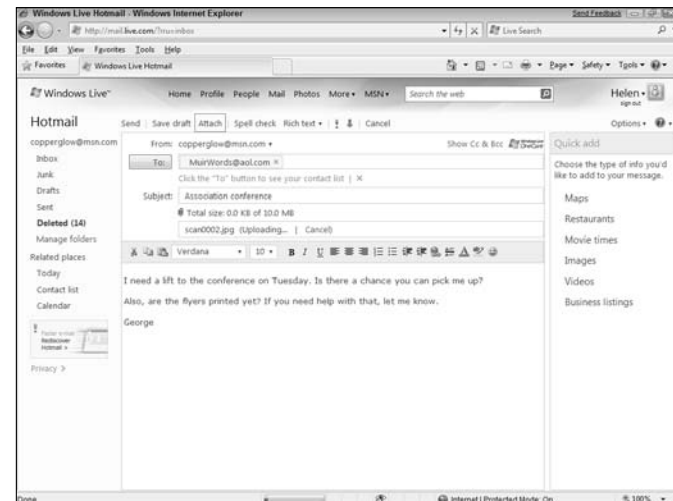 Windows Live Hotmail - Windows Internet Explorer
Send Feedback
http://mail.live.com/?rru=inbox
Live Search
File Edit View Favorites Tools Help
Favorites Windows Live Hotmail
Page Safety Tools
Windows Live™
Home Profile People Mail Photos More MSN
Search the web
Helen
sign out
Hotmail
Send Save draft Attach Spell check Rich text Cancel
Options
copperglow@msn.com
Inbox
Junk
Drafts
Sent
Deleted (14)
Manage folders
Related places
Today
Contact list
Calendar
Rediscover
Hotmail >
Privacy >
From: copperglow@msn.com
Show Cc & Bcc
To: MuirWords@aol.com ×
Click the "To" button to see your contact list | ×
Subject: Association conference
Total size: 0.0 KB of 10.0 MB
scan0002.jpg (Uploading... | Cancel)
Verdana 10 B I U
I need a lift to the conference on Tuesday. Is there a chance you can pick me up?
Also, are the flyers printed yet? If you need help with that, let me know.
George
Quick add
Choose the type of info you'd
like to add to your message.
Maps
Restaurants
Movie times
Images
Videos
Business listings
Done
Internet | Protected Mode: On
100%